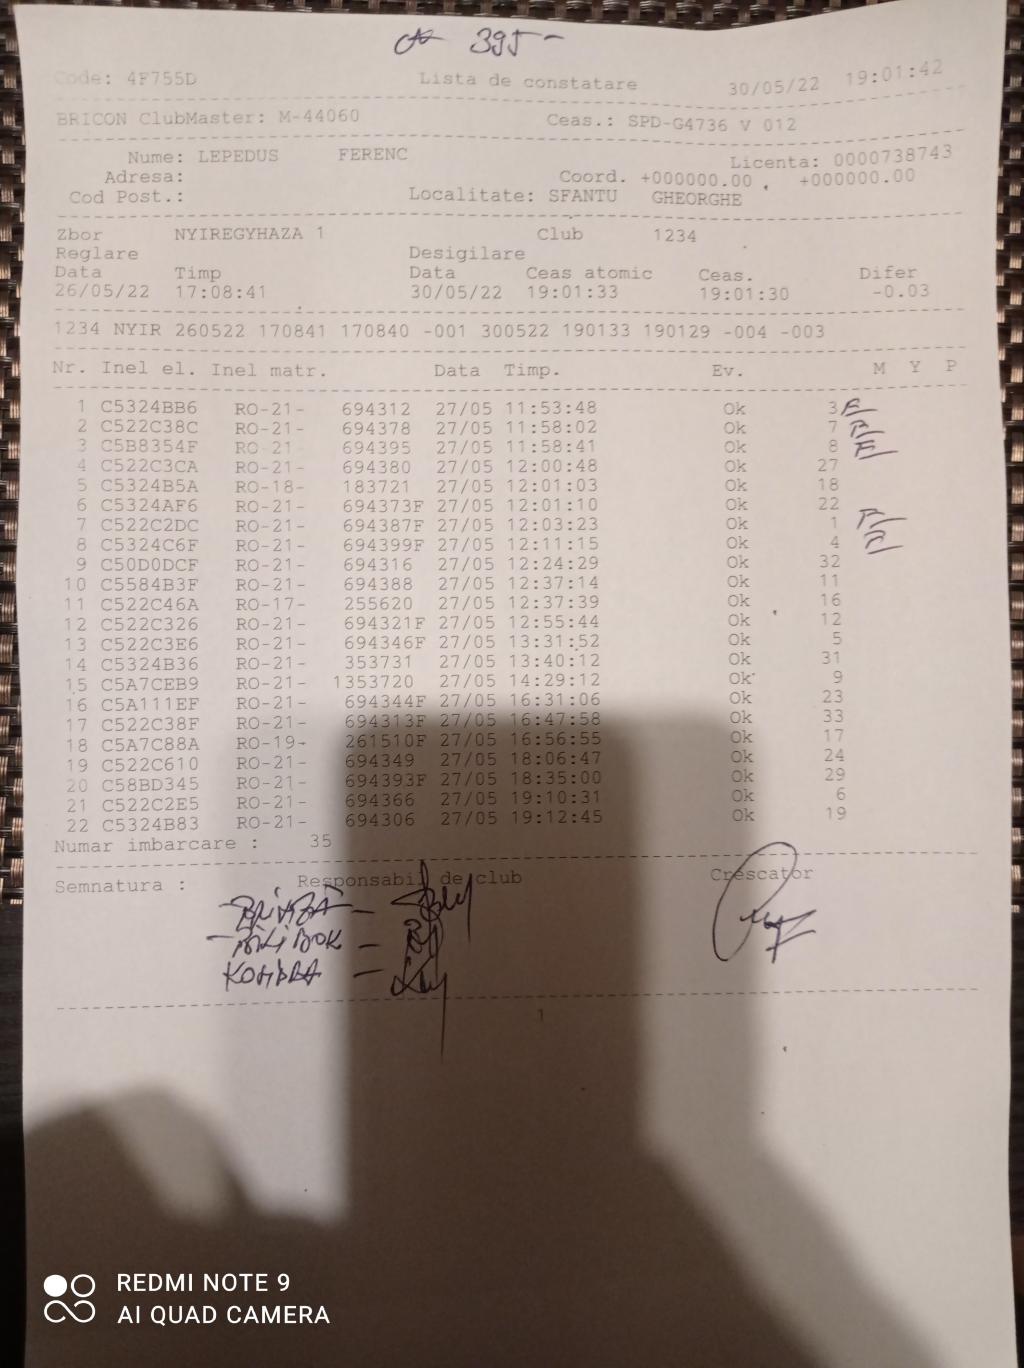 395-
Code: 4F755D Lista de constatare 30/05/22 19:01:42
BRICON ClubMaster: M-44060 Ceas.: SPD-G4736 V 012
Nume: LEPEDUS FERENC Licenta: 0000738743
Adresa: Coord. +000000.00 , +000000.00
Cod Post.: Localitate: SFANTU GHEORGHE
Zbor NYIREGYHAZA 1 Club 1234
Reglare Desigilare
Data Timp Data Ceas atomic Ceas. Difer
26/05/22 17:08:41 30/05/22 19:01:33 19:01:30 -0.03
1234 NYIR 260522 170841 170840 -001 300522 190133 190129 -004 -003
Nr. Inel el. Inel matr. Data Timp. Ev. M Y P
1 C5324BB6 RO-21- 694312 27/05 11:53:48 Ok 3
2 C522C38C RO-21- 694378 27/05 11:58:02 Ok 7
3 C5B8354F RO-21- 694395 27/05 11:58:41 Ok 8
4 C522C3CA RO-21- 694380 27/05 12:00:48 Ok 27
5 C5324B5A RO-18- 183721 27/05 12:01:03 Ok 18
6 C5324AF6 RO-21- 694373F 27/05 12:01:10 Ok 22
7 C522C2DC RO-21- 694387F 27/05 12:03:23 Ok 1
8 C5324C6F RO-21- 694399F 27/05 12:11:15 Ok 4
9 C50D0DCF RO-21- 694316 27/05 12:24:29 Ok 32
10 C5584B3F RO-21- 694388 27/05 12:37:14 Ok 11
11 C522C46A RO-17- 255620 27/05 12:37:39 Ok 16
12 C522C326 RO-21- 694321F 27/05 12:55:44 Ok 12
13 C522C3E6 RO-21- 694346F 27/05 13:31:52 Ok 5
14 C5324B36 RO-21- 353731 27/05 13:40:12 Ok 31
15 C5A7CEB9 RO-21- 1353720 27/05 14:29:12 Ok 9
16 C5A111EF RO-21- 694344F 27/05 16:31:06 Ok 23
17 C522C38F RO-21- 694313F 27/05 16:47:58 Ok 33
18 C5A7C88A RO-19- 261510F 27/05 16:56:55 Ok 17
19 C522C610 RO-21- 694349 27/05 18:06:47 Ok 24
20 C58BD345 RO-21- 694393F 27/05 18:35:00 Ok 29
21 C522C2E5 RO-21- 694366 27/05 19:10:31 Ok 6
22 C5324B83 RO-21- 694306 27/05 19:12:45 Ok 19
Numar imbarcare : 35
Semnatura : Responsabil de club Crescator
1
REDMI NOTE 9
AI QUAD CAMERA